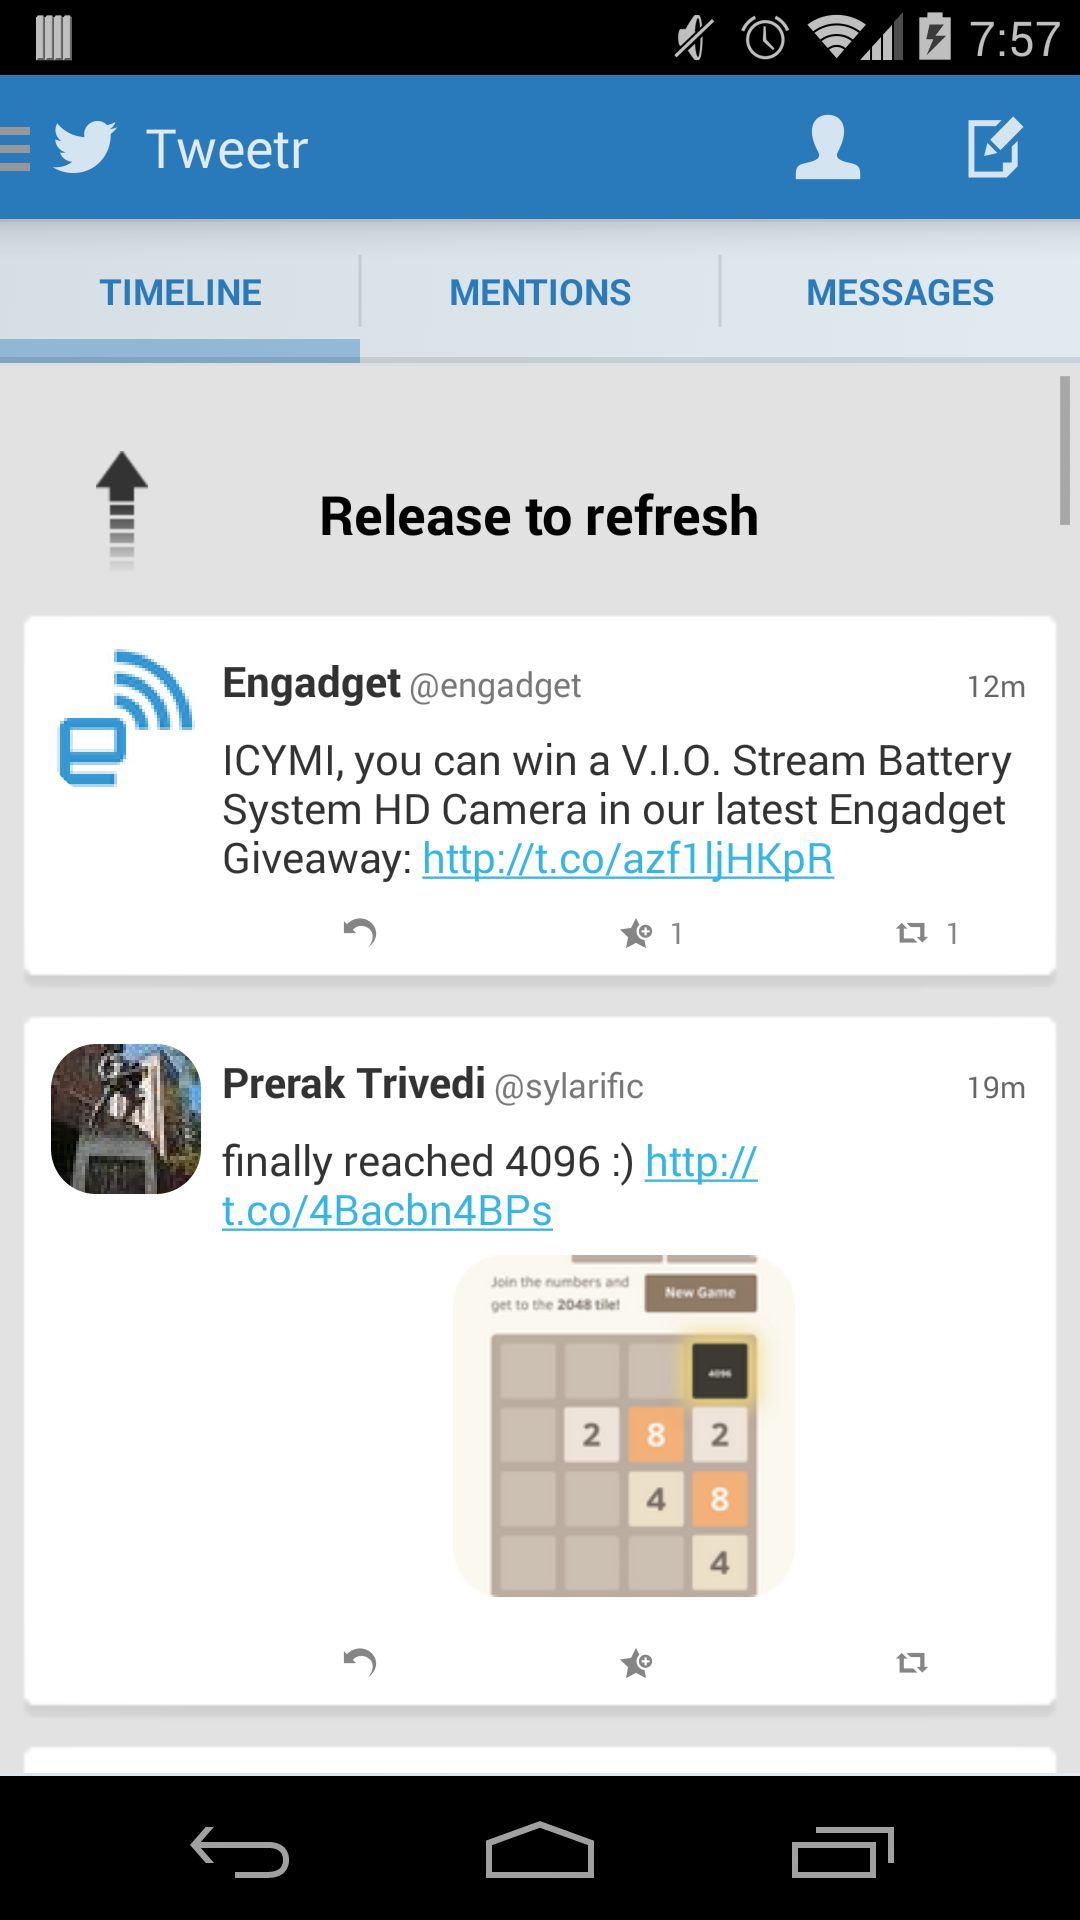 7:57
Tweetr
TIMELINE MENTIONS MESSAGES
Release to refresh
Engadget @engadget 12m
ICYMI, you can win a V.I.O. Stream Battery
System HD Camera in our latest Engadget
Giveaway: http://t.co/azf1ljHKpR
1 1
Prerak Trivedi @sylarific 19m
finally reached 4096 :) http://
t.co/4Bacbn4BPs
Join the numbers and
get to the 2048 tile!
New Game
4096
2 8 2
4 8
4